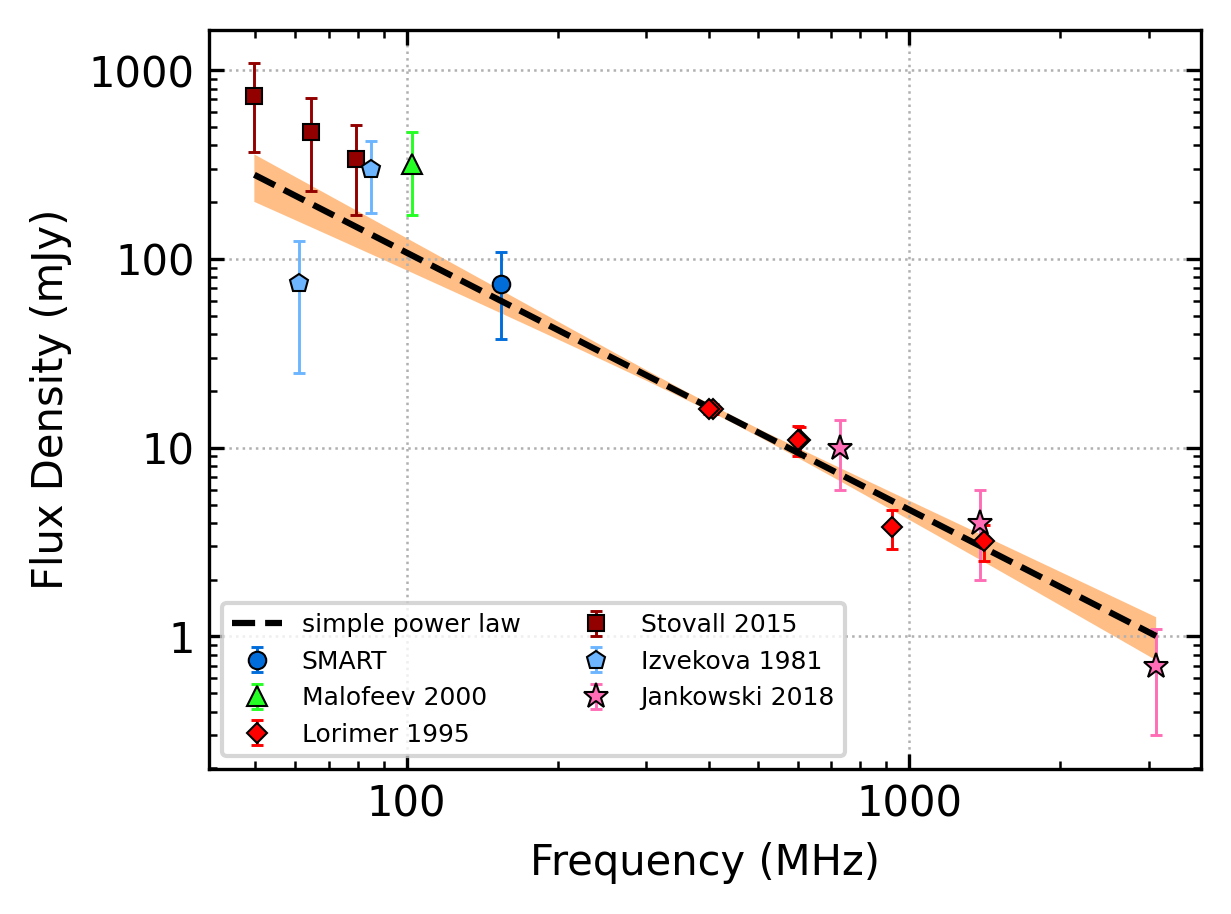 1000
100
10
1
Flux Density (mJy)
simple power law
SMART
Malofeev 2000
Lorimer 1995
Stovall 2015
Izvekova 1981
Jankowski 2018
100
1000
Frequency (MHz)